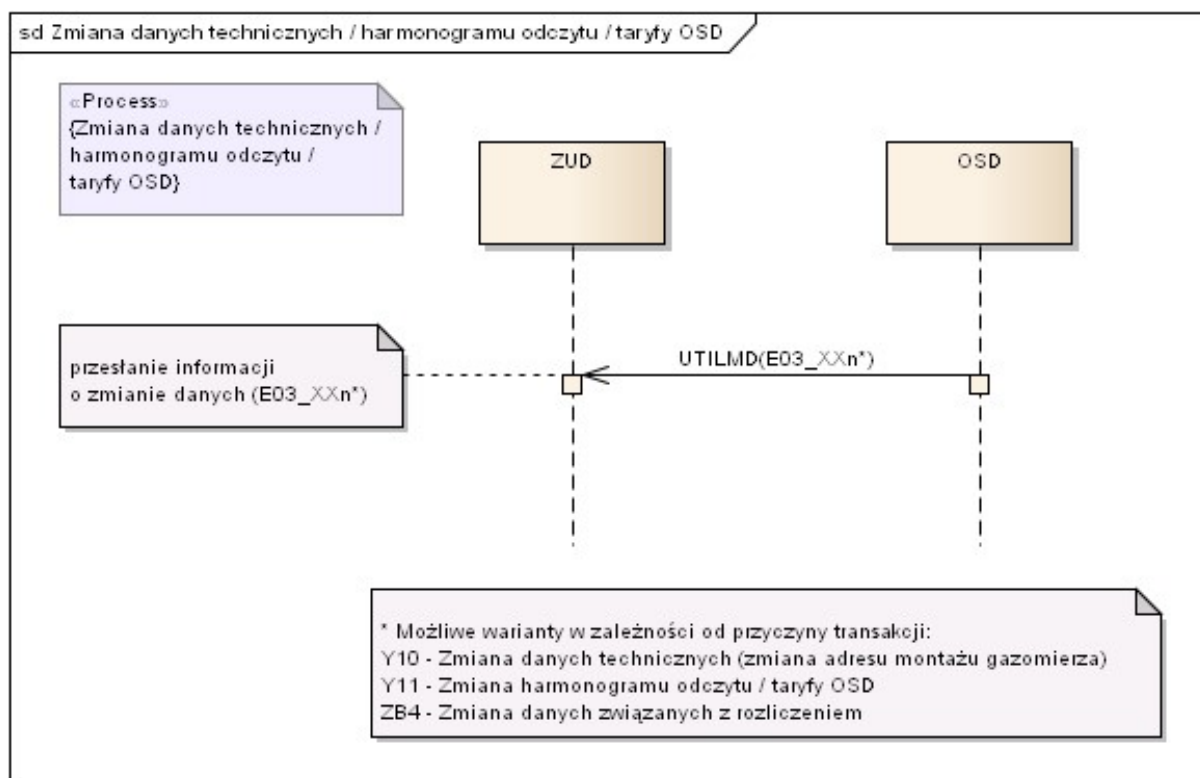 sd Zmiana danych technicznych / harmonogramu odczytu / taryfy OSD
«Process»
{Zmiana danych technicznych /
harmonogramu odczytu /
taryfy OSD}
ZUD
OSD
przesłanie informacji
o zmianie danych (E03_XXn*)
UTILMD(E03_XXn*)
* Możliwe warianty w zależności od przyczyny transakcji:
Y10 - Zmiana danych technicznych (zmiana adresu montażu gazomierza)
Y11 - Zmiana harmonogramu odczytu / taryfy OSD
ZB4 - Zmiana danych związanych z rozliczeniem